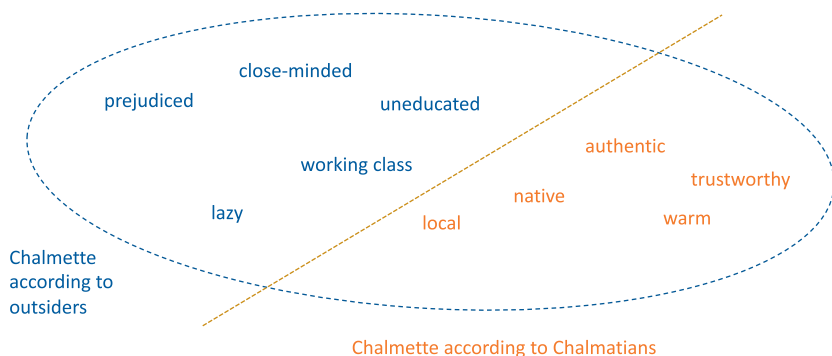 close-minded
prejudiced
uneducated
authentic
working class
trustworthy
native
lazy
local
warm
Chalmette
according to
outsiders
Chalmette according to Chalmatians